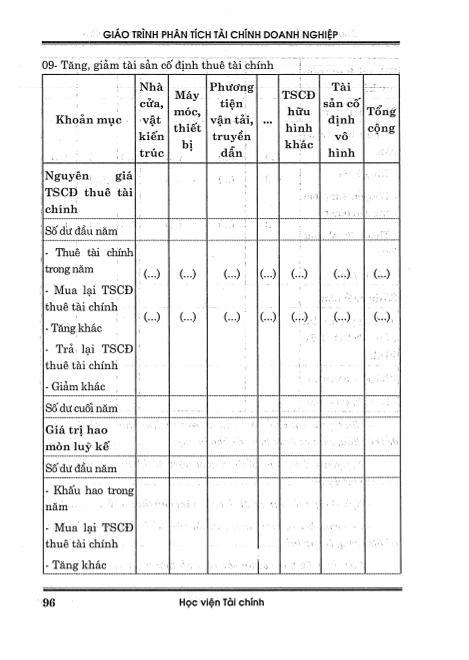 GIÁO TRÌNH PHÂN TÍCH TÀI CHÍNH DOANH NGHIỆP
09- Tăng, giảm tài sản cố định thuê tài chính
Khoản mục
Nhà
cửa,
vật
kiến
trúc
Máy
móc,
thiết
bị
Phương
tiện
vận tải,
truyền
dẫn
...
TSCĐ
hữu
hình
khác
Tài
sản cố
định
vô
hình
Tổng
cộng
Nguyên giá
TSCĐ thuê tài
chính
Số dư đầu năm
- Thuê tài chính
trong năm
(...) (...) (...) (...) (...) (...) (...)
- Mua lại TSCĐ
thuê tài chính
(...) (...) (...) (...) (...) (...) (...)
- Tăng khác
- Trả lại TSCĐ
thuê tài chính
- Giảm khác
Số dư cuối năm
Giá trị hao
mòn luỹ kế
Số dư đầu năm
- Khấu hao trong
năm
- Mua lại TSCĐ
thuê tài chính
- Tăng khác
96 Học viện Tài chính